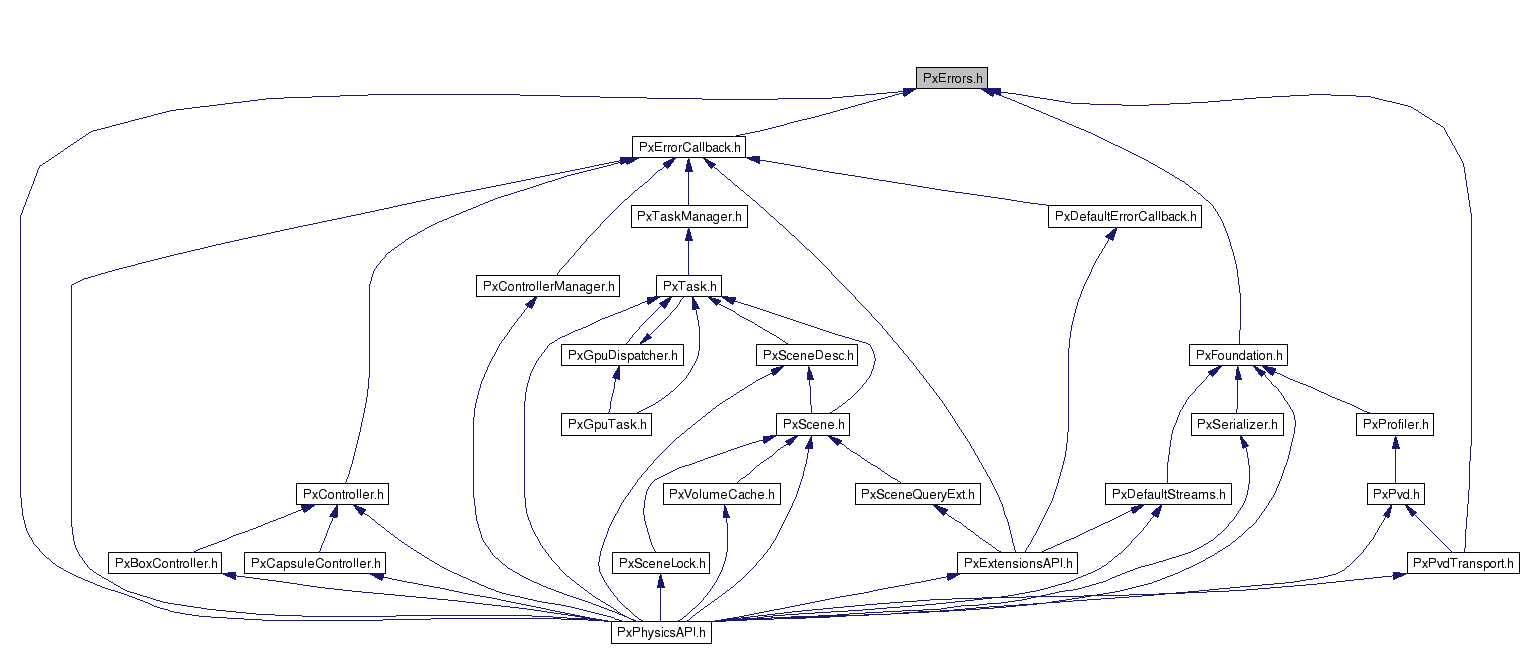 PxErrors.h
PxErrorCallback.h
PxTaskManager.h
PxDefaultErrorCallback.h
PxControllerManager.h
PxTask.h
PxGpuDispatcher.h
PxSceneDesc.h
PxFoundation.h
PxGpuTask.h
PxScene.h
PxSerializer.h
PxProfiler.h
PxController.h
PxVolumeCache.h
PxSceneQueryExt.h
PxDefaultStreams.h
PxPvd.h
PxBoxController.h
PxCapsuleController.h
PxSceneLock.h
PxExtensionsAPI.h
PxPvdTransport.h
PxPhysicsAPI.h